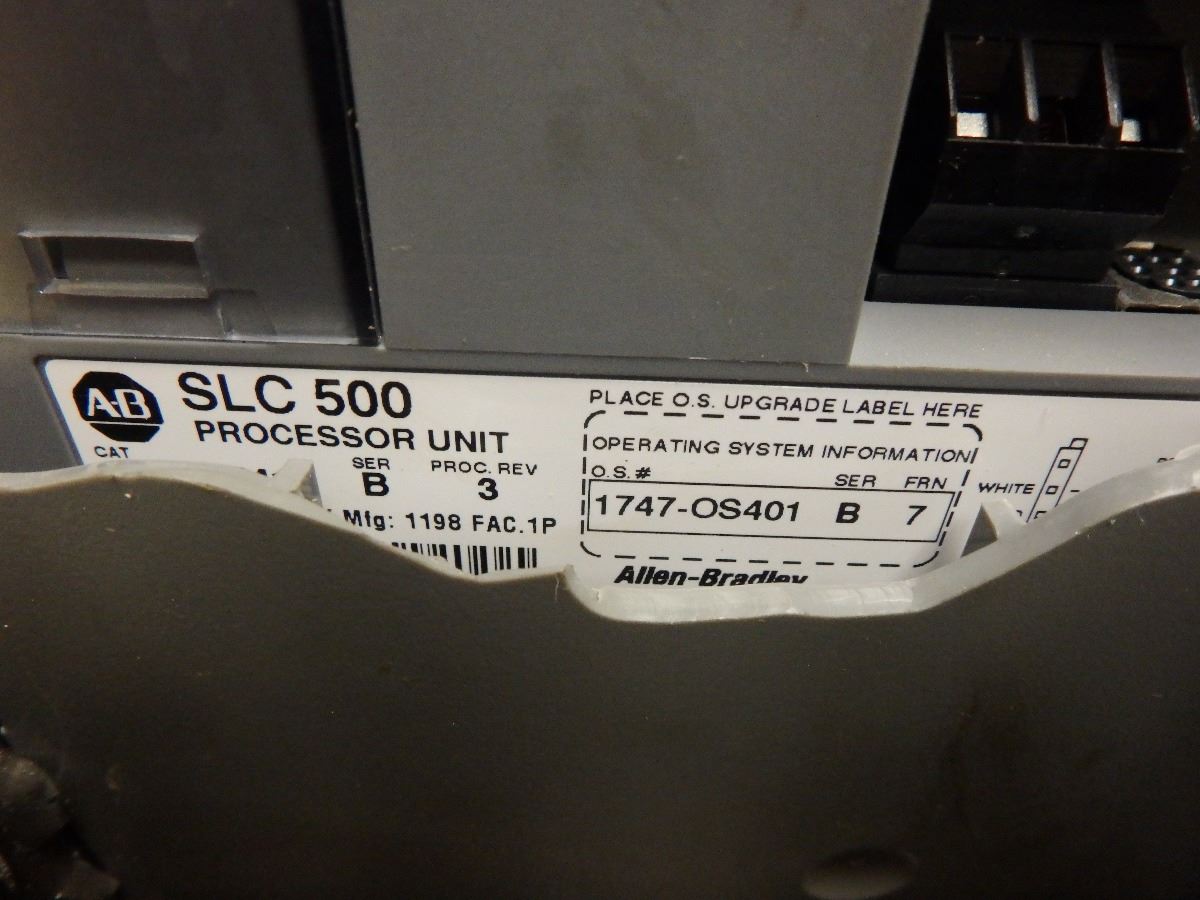 A-B
SLC 500
PROCESSOR UNIT
CAT
SER
PROC. REV
B
3
Mfg: 1198 FAC.1P
PLACE O.S. UPGRADE LABEL HERE
OPERATING SYSTEM INFORMATION
O.S.#
SER
FRN
1747-OS401
B
7
WHITE
Allen-Bradley